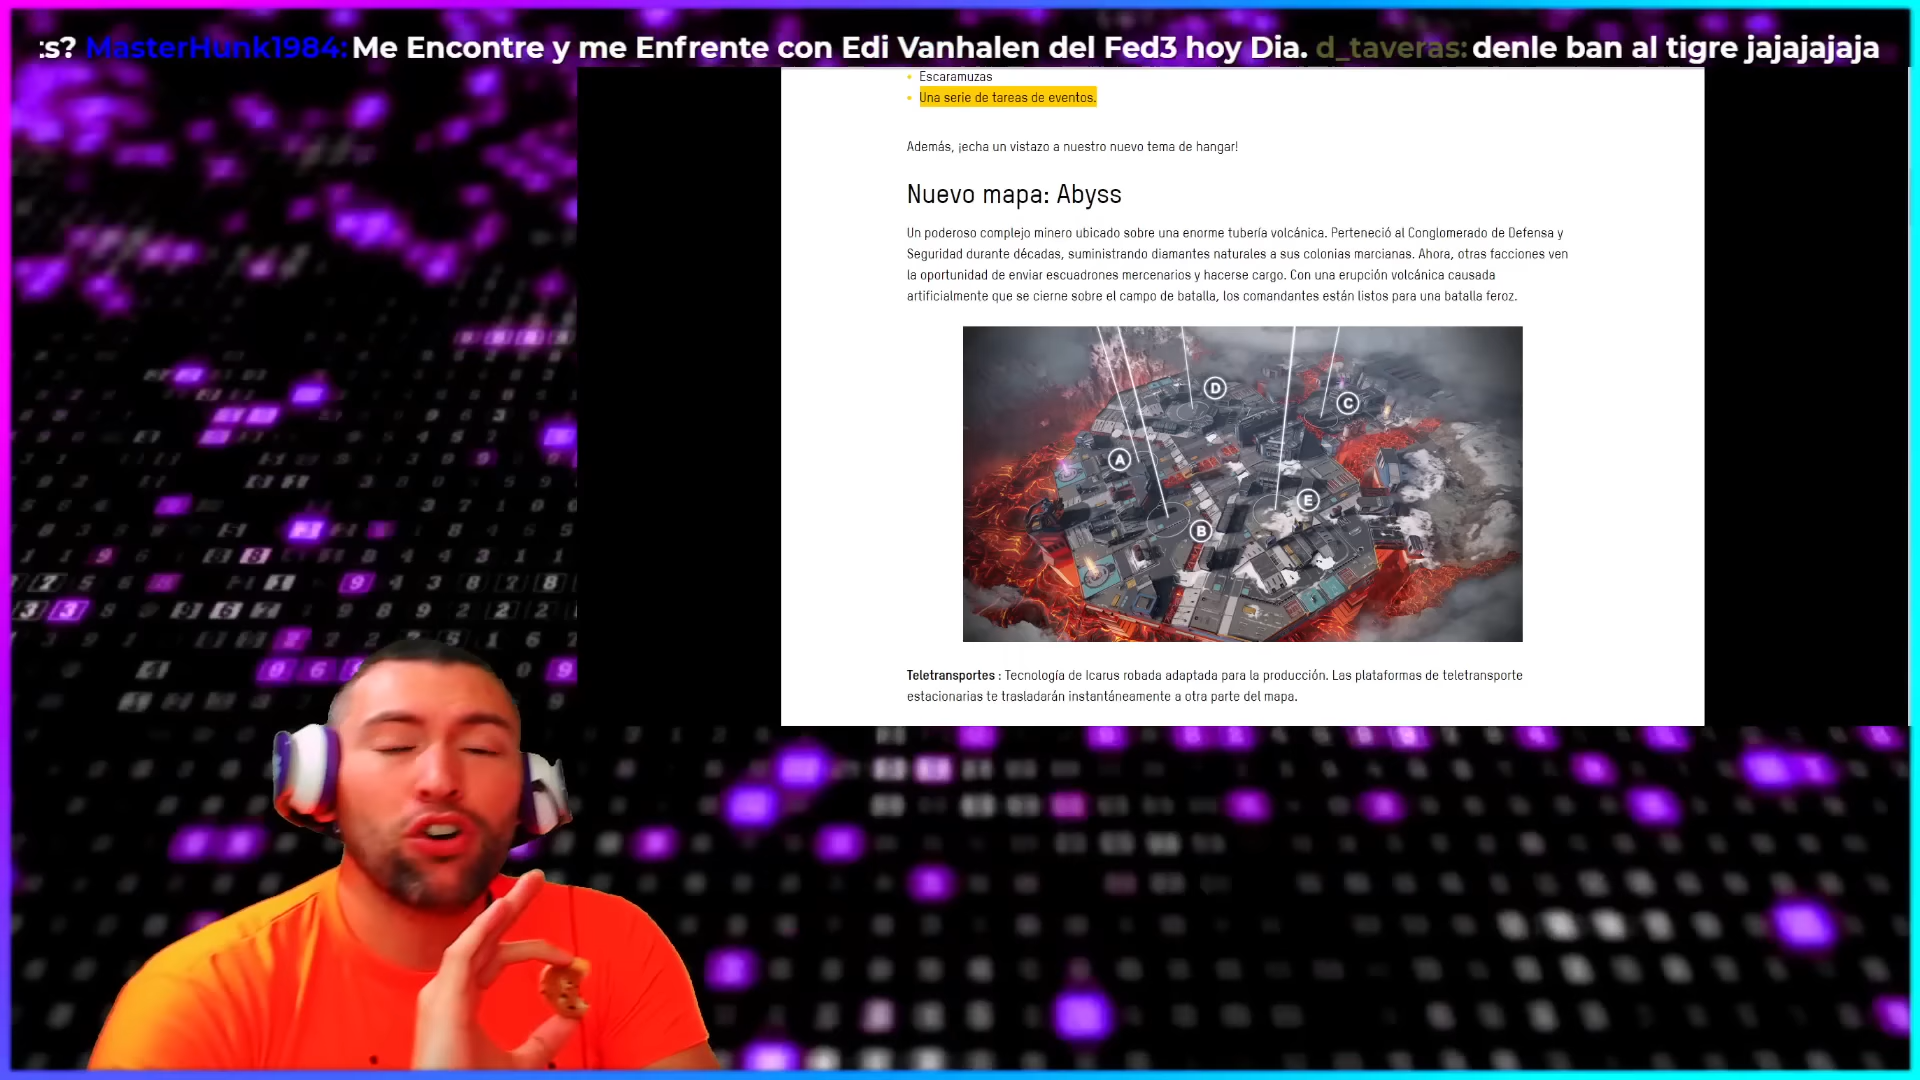 :s? MasterHunk1984: Me Encontre y me Enfrente con Edi Vanhalen del Fed3 hoy Dia. d_taveras: denle ban al tigre jajajajaja
Escaramuzas
Una serie de tareas de eventos.
Además, ¡echa un vistazo a nuestro nuevo tema de hangar!
Nuevo mapa: Abyss
Un poderoso complejo minero ubicado sobre una enorme tubería volcánica. Perteneció al Conglomerado de Defensa y
Seguridad durante décadas, suministrando diamantes naturales a sus colonias marcianas. Ahora, otras facciones ven
la oportunidad de enviar escuadrones mercenarios y hacerse cargo. Con una erupción volcánica causada
artificialmente que se cierne sobre el campo de batalla, los comandantes están listos para una batalla feroz.
D
C
A
E
B
Teletransportes : Tecnología de Icarus robada adaptada para la producción. Las plataformas de teletransporte
estacionarias te trasladarán instantáneamente a otra parte del mapa.